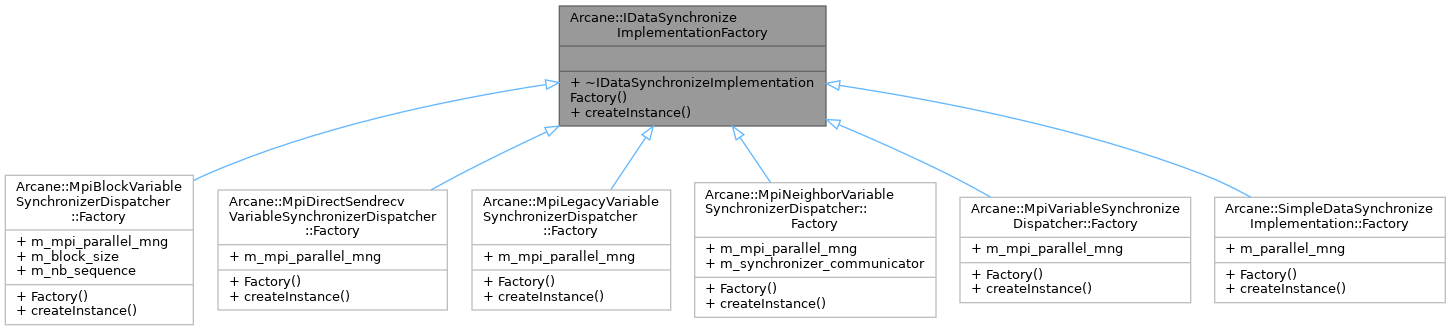 Arcane::IDataSynchronize
ImplementationFactory
+ ~IDataSynchronizeImplementation
Factory()
+ createInstance()
Arcane::MpiBlockVariable
SynchronizerDispatcher
::Factory
+ m_mpi_parallel_mng
+ m_block_size
+ m_nb_sequence
+ Factory()
+ createInstance()
Arcane::MpiDirectSendrecv
VariableSynchronizerDispatcher
::Factory
+ m_mpi_parallel_mng
+ Factory()
+ createInstance()
Arcane::MpiLegacyVariable
SynchronizerDispatcher
::Factory
+ m_mpi_parallel_mng
+ Factory()
+ createInstance()
Arcane::MpiNeighborVariable
SynchronizerDispatcher::
Factory
+ m_mpi_parallel_mng
+ m_synchronizer_communicator
+ Factory()
+ createInstance()
Arcane::MpiVariableSynchronize
Dispatcher::Factory
+ m_mpi_parallel_mng
+ Factory()
+ createInstance()
Arcane::SimpleDataSynchronize
Implementation::Factory
+ m_parallel_mng
+ Factory()
+ createInstance()